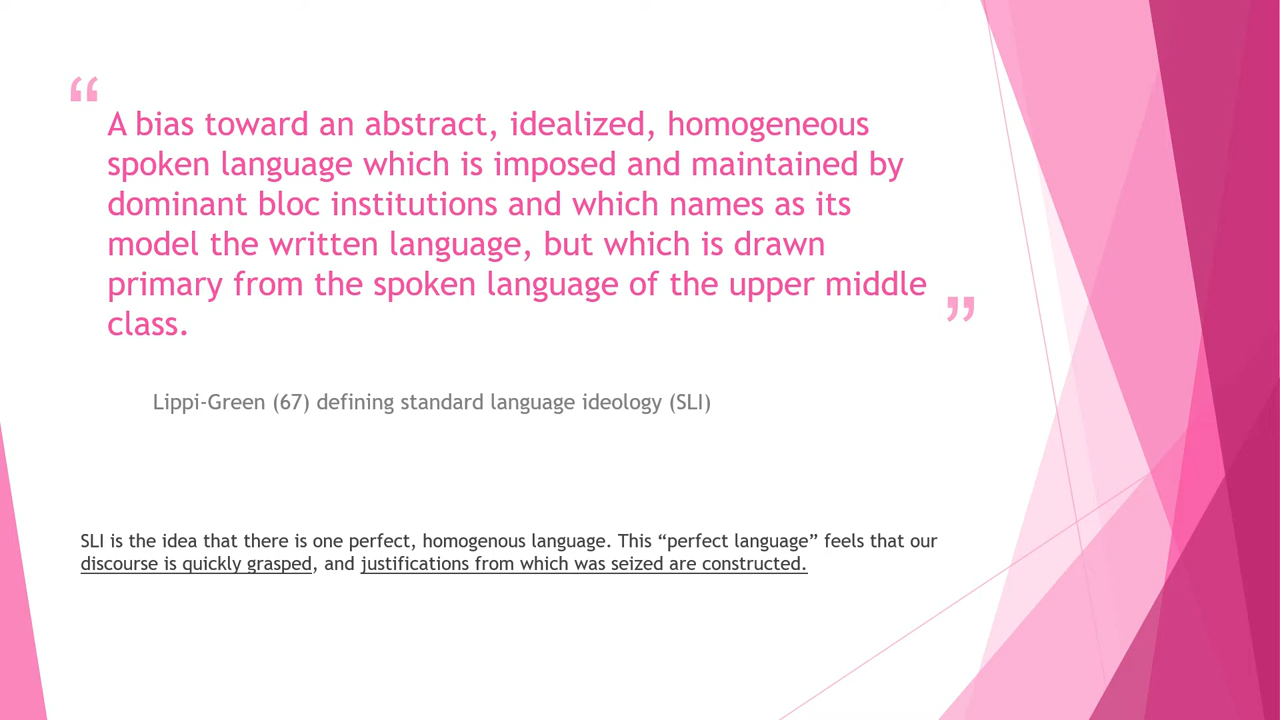 “
A bias toward an abstract, idealized, homogeneous
spoken language which is imposed and maintained by
dominant bloc institutions and which names as its
model the written language, but which is drawn
primary from the spoken language of the upper middle
class.
”
Lippi-Green (67) defining standard language ideology (SLI)
SLI is the idea that there is one perfect, homogenous language. This “perfect language” feels that our
discourse is quickly grasped, and justifications from which was seized are constructed.